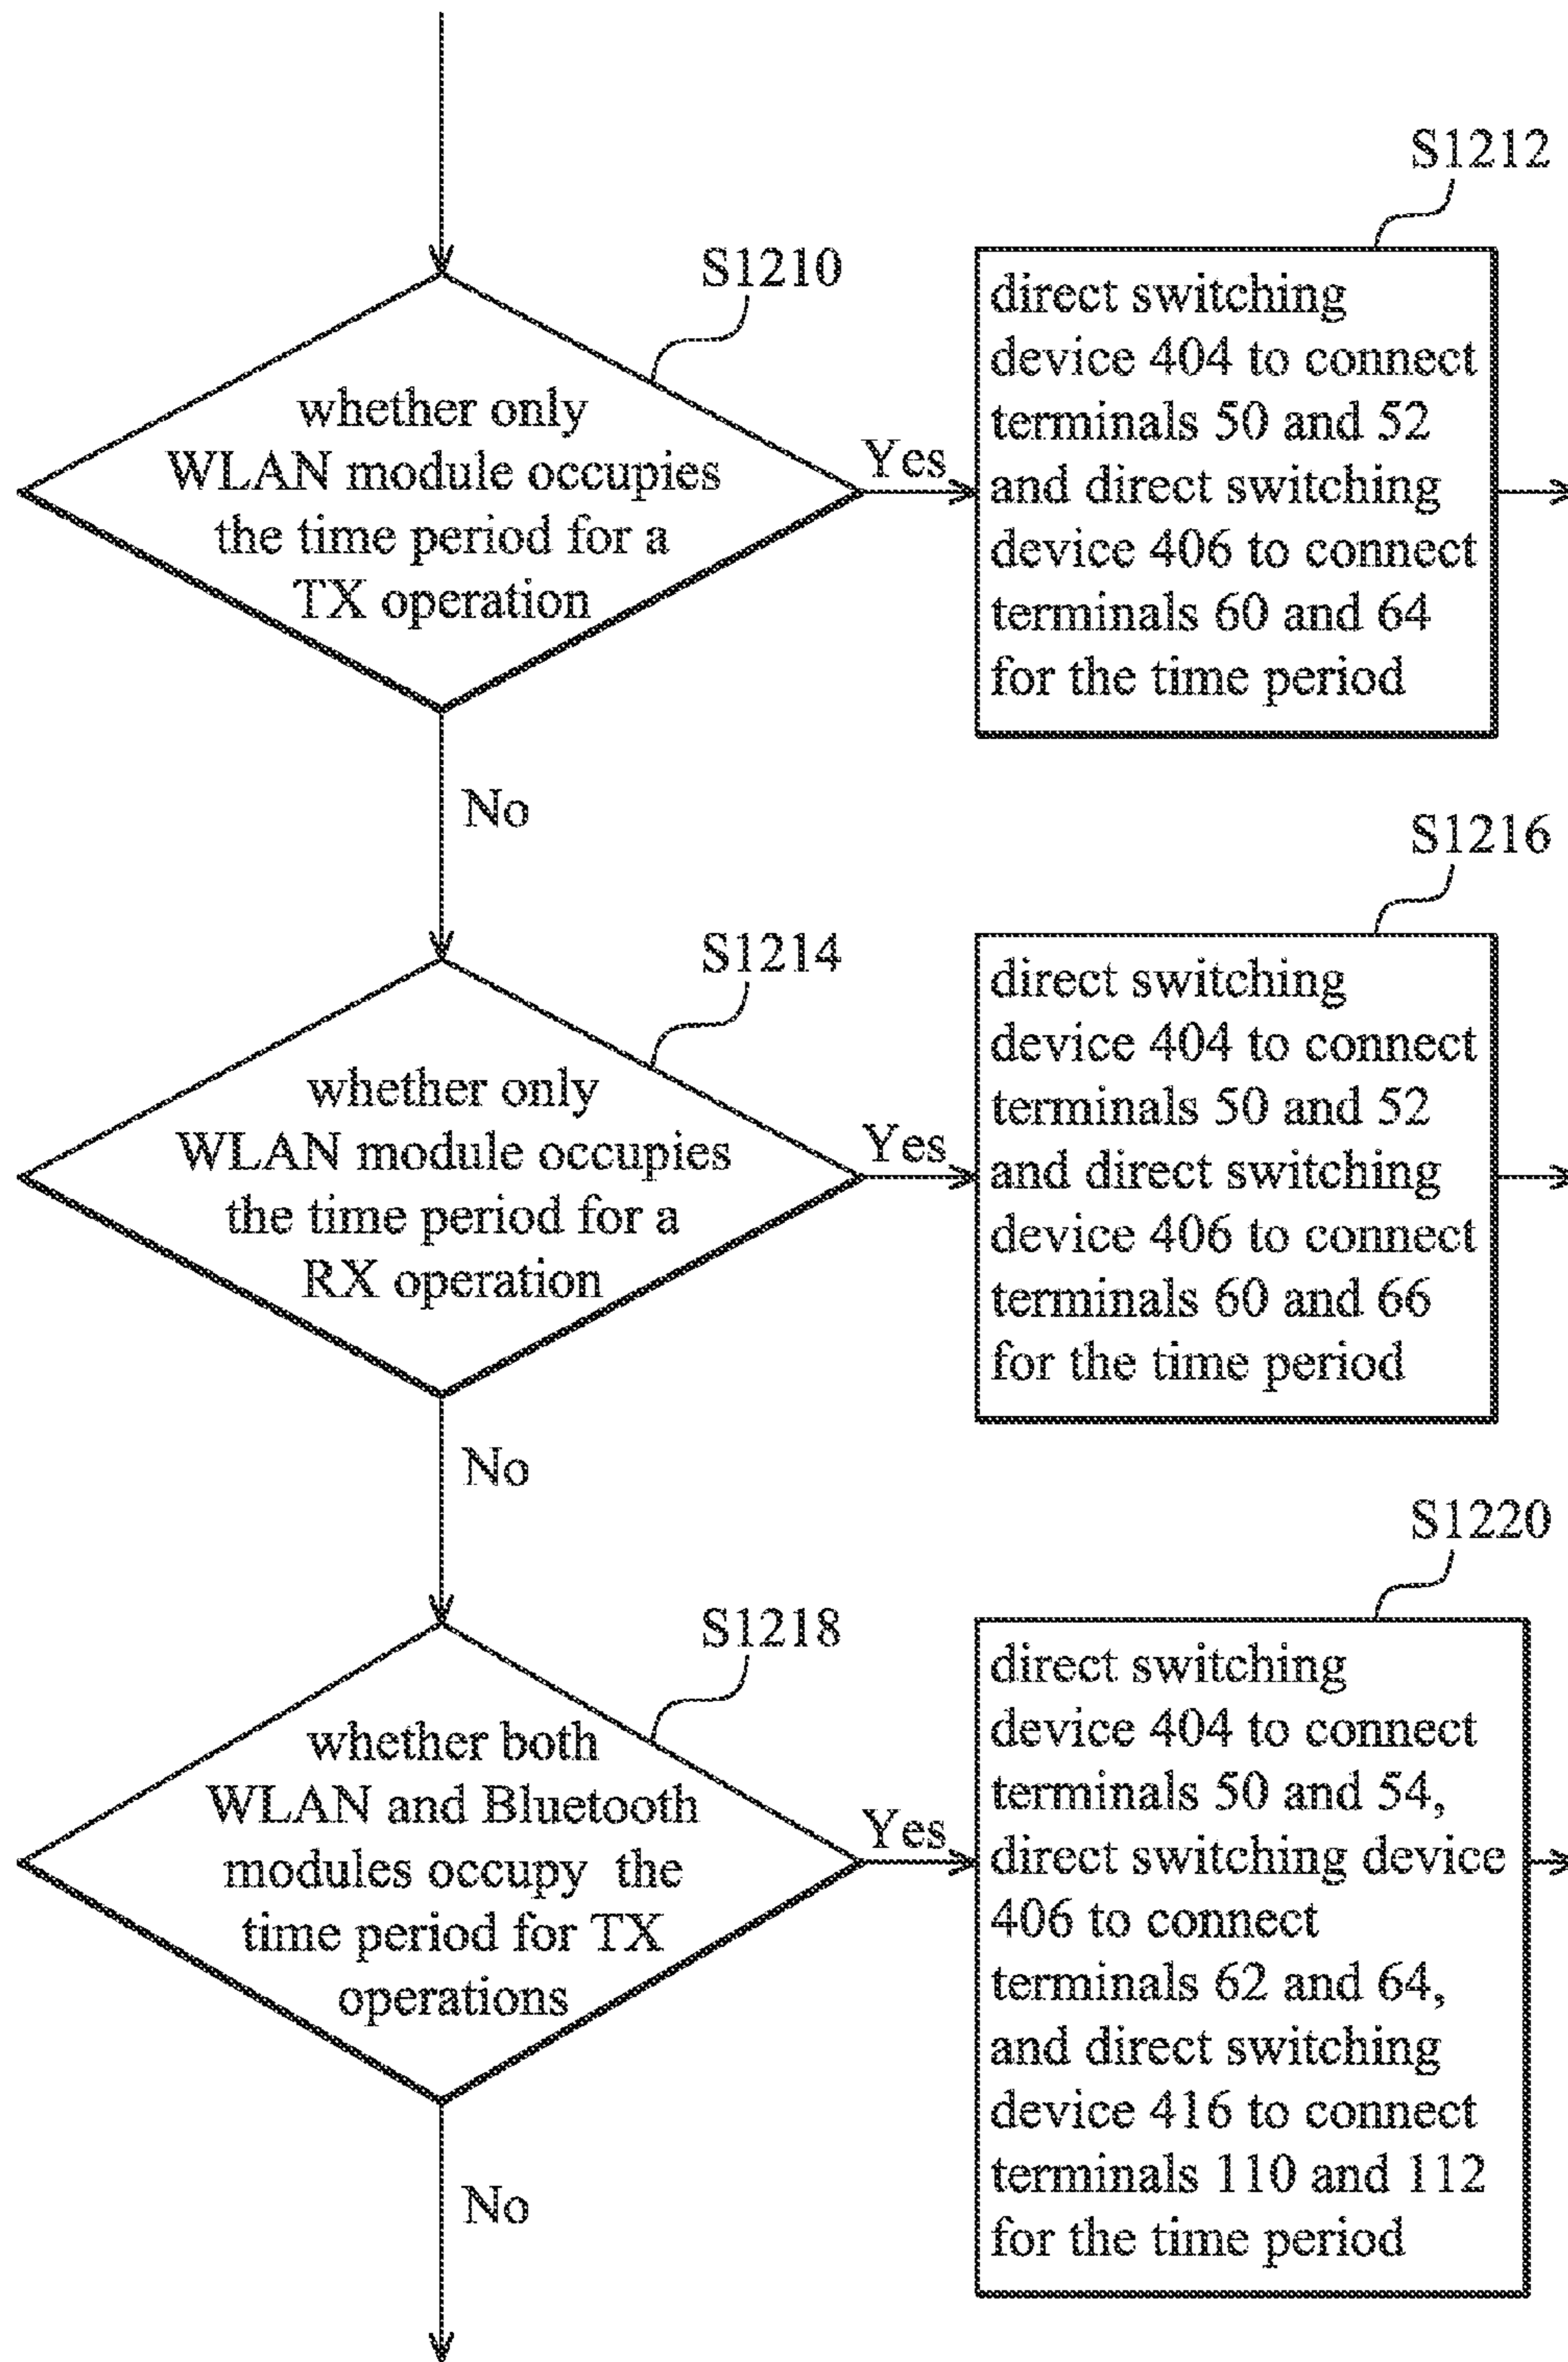 S1210
whether only
WLAN module occupies
the time period for a
TX operation
Yes
S1212
direct switching
device 404 to connect
terminals 50 and 52
and direct switching
device 406 to connect
terminals 60 and 64
for the time period
No
S1214
whether only
WLAN module occupies
the time period for a
RX operation
Yes
S1216
direct switching
device 404 to connect
terminals 50 and 52
and direct switching
device 406 to connect
terminals 60 and 66
for the time period
No
S1218
whether both
WLAN and Bluetooth
modules occupy the
time period for TX
operations
Yes
S1220
direct switching
device 404 to connect
terminals 50 and 54,
direct switching device
406 to connect
terminals 62 and 64,
and direct switching
device 416 to connect
terminals 110 and 112
for the time period
No